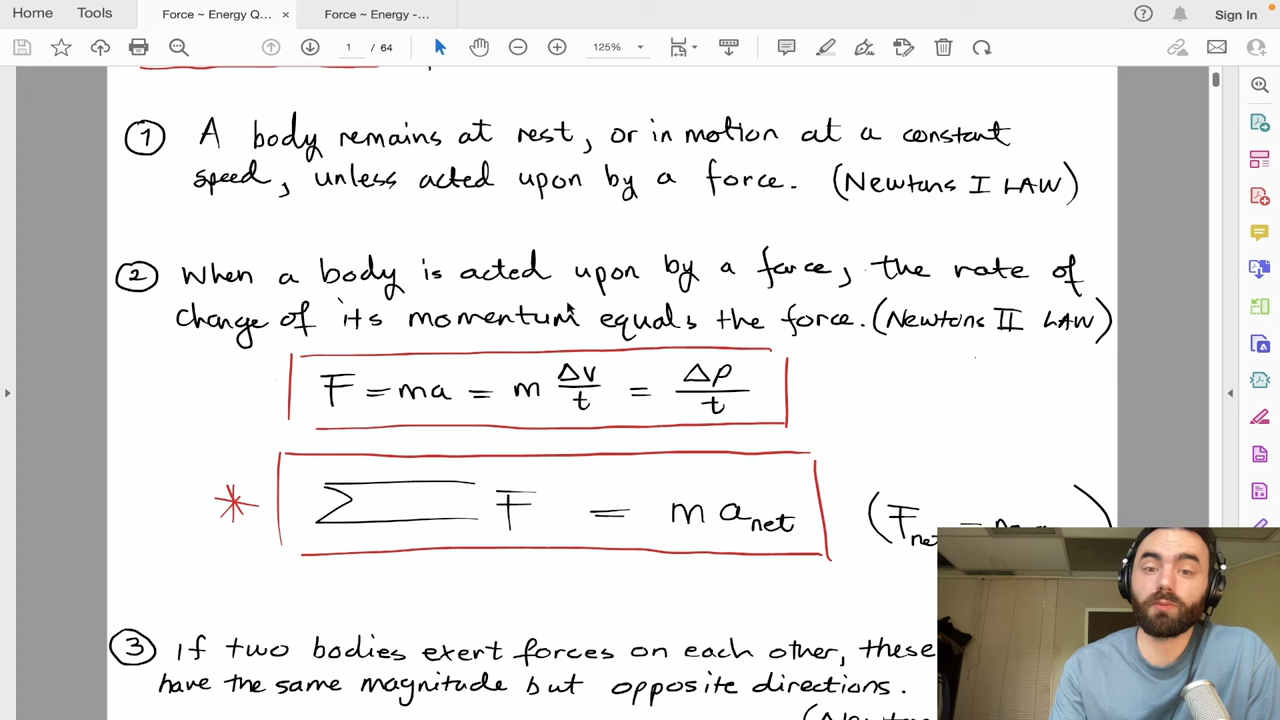 Home Tools Force ~ Energy Q... × Force ~ Energy -... Sign In
1 / 64 125%
① A body remains at rest, or in motion at a constant
speed, unless acted upon by a force. (Newtons I LAW)
② When a body is acted upon by a force, the rate of
change of its momentum equals the force. (Newtons II LAW)
F = ma = m Δv/t = Δp/t
* Σ F = m a_net (F_net =
③ If two bodies exert forces on each other, these
have the same magnitude but opposite directions.